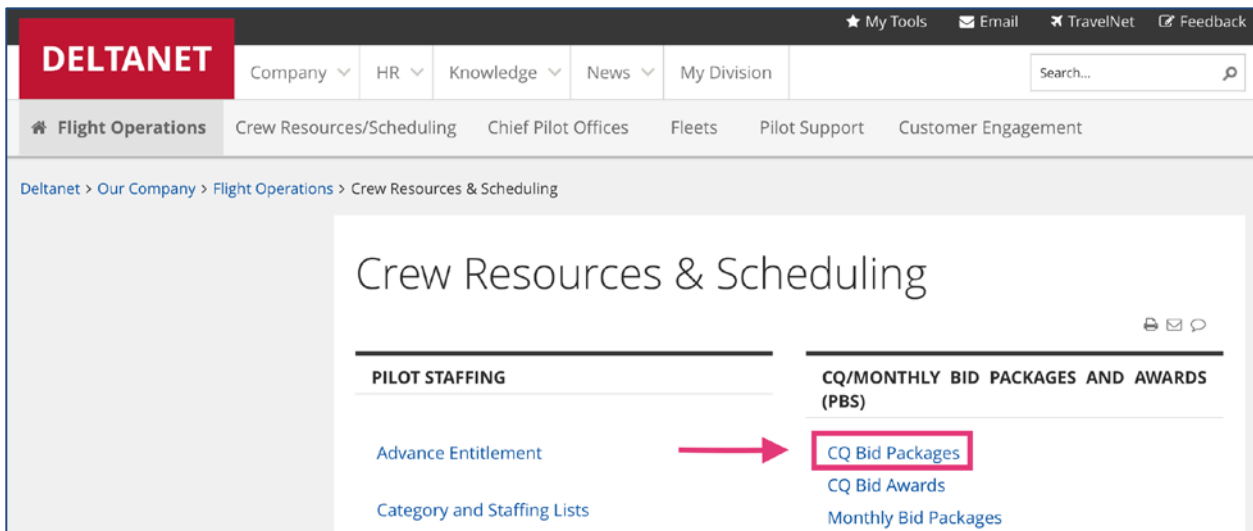 My Tools Email TravelNet Feedback
DELTANET
Company HR Knowledge News My Division
Search...
Flight Operations Crew Resources/Scheduling Chief Pilot Offices Fleets Pilot Support Customer Engagement
Deltanet > Our Company > Flight Operations > Crew Resources & Scheduling
Crew Resources & Scheduling
PILOT STAFFING
CQ/MONTHLY BID PACKAGES AND AWARDS
(PBS)
Advance Entitlement
CQ Bid Packages
CQ Bid Awards
Category and Staffing Lists
Monthly Bid Packages